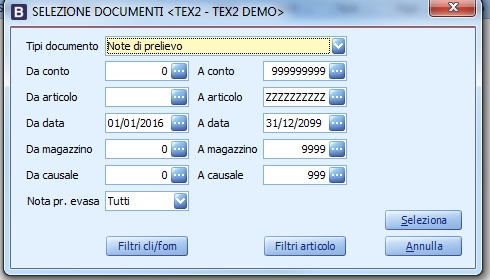 B SELEZIONE DOCUMENTI <TEX2 - TEX2 DEMO>
Tipi documento Note di prelievo
Da conto 0 ... A conto 999999999 ...
Da articolo ... A articolo ZZZZZZZZZZ ...
Da data 01/01/2016 ... A data 31/12/2099 ...
Da magazzino 0 ... A magazzino 9999 ...
Da causale 0 ... A causale 999 ...
Nota pr. evasa Tutti
Seleziona
Filtri cli/forn Filtri articolo Annulla